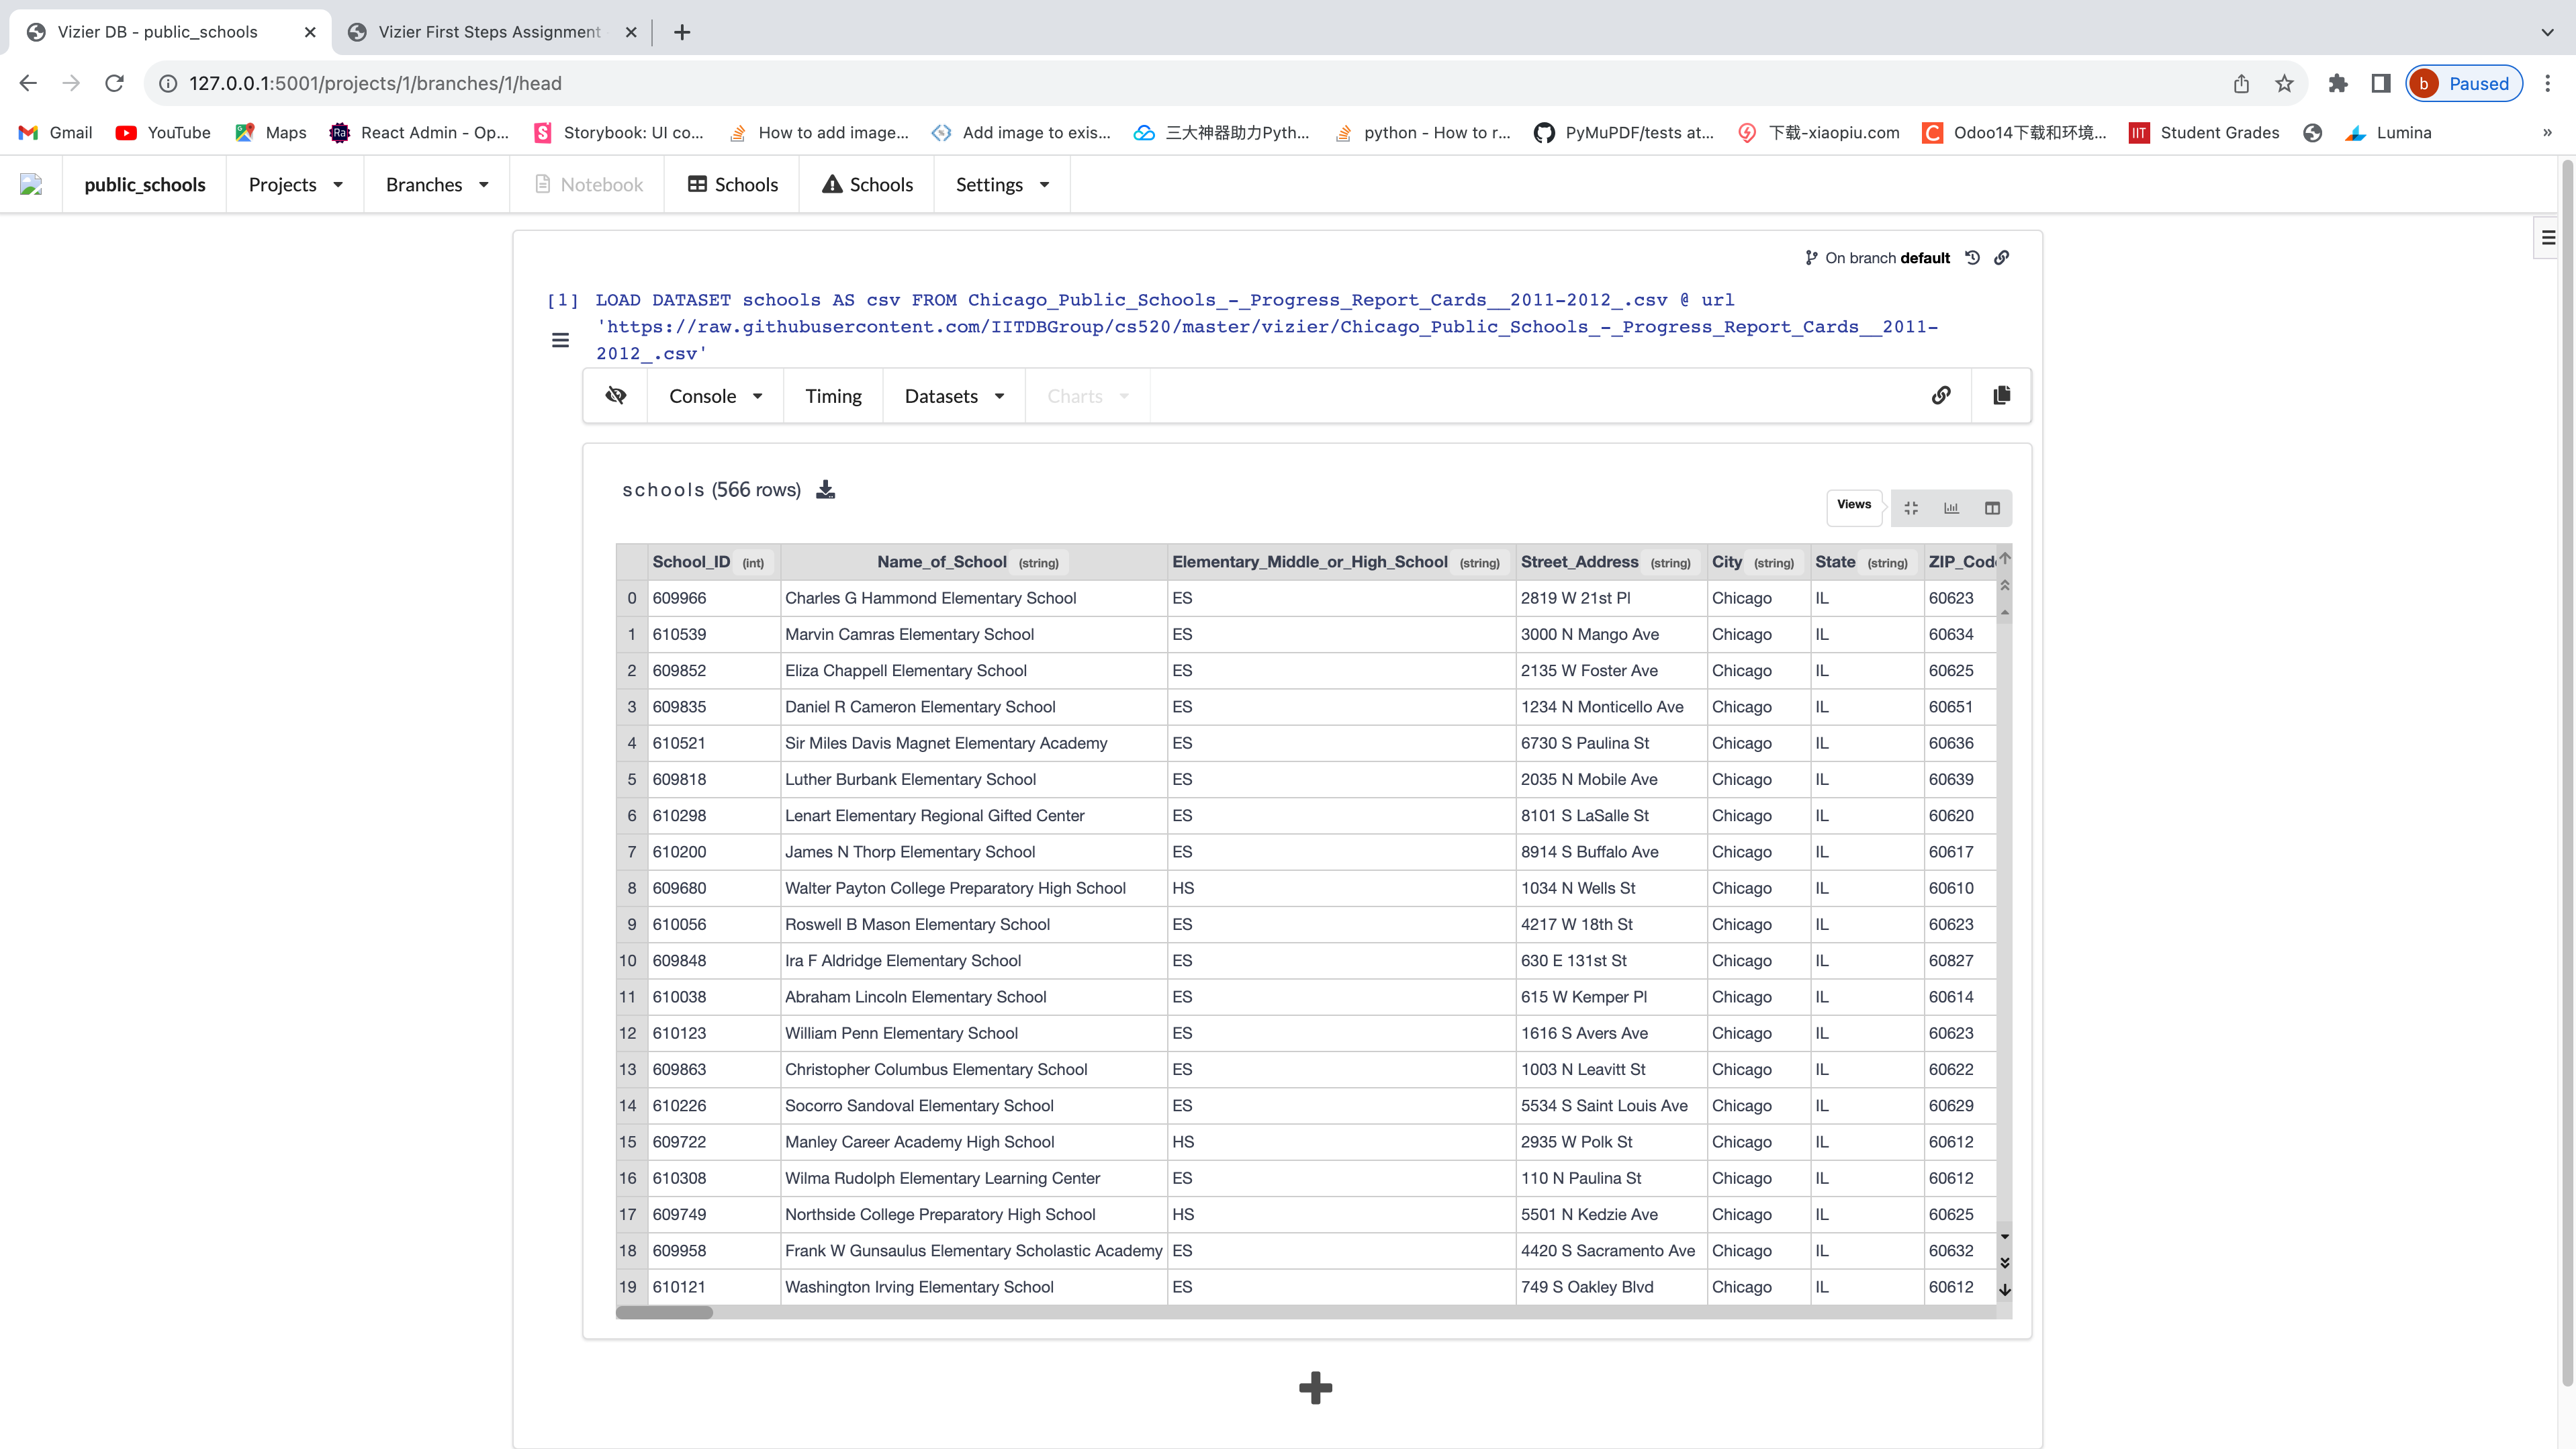 Vizier DB - public_schools
Vizier First Steps Assignment
127.0.0.1:5001/projects/1/branches/1/head
b Paused
Gmail YouTube Maps Ra React Admin - Op... Storybook: UI co... How to add image... Add image to exis... 三大神器助力Pyth... python - How to r... PyMuPDF/tests at... 下载-xiaopiu.com Odoo14下载和环境... IIT Student Grades Lumina »
public_schools Projects Branches Notebook Schools Schools Settings
On branch default
[1] LOAD DATASET schools AS csv FROM Chicago_Public_Schools_-_Progress_Report_Cards__2011-2012_.csv @ url
'https://raw.githubusercontent.com/IITDBGroup/cs520/master/vizier/Chicago_Public_Schools_-_Progress_Report_Cards__2011-
2012_.csv'
Console Timing Datasets Charts
schools (566 rows)
Views
School_ID (int) Name_of_School (string) Elementary_Middle_or_High_School (string) Street_Address (string) City (string) State (string) ZIP_Cod
0 609966 Charles G Hammond Elementary School ES 2819 W 21st Pl Chicago IL 60623
1 610539 Marvin Camras Elementary School ES 3000 N Mango Ave Chicago IL 60634
2 609852 Eliza Chappell Elementary School ES 2135 W Foster Ave Chicago IL 60625
3 609835 Daniel R Cameron Elementary School ES 1234 N Monticello Ave Chicago IL 60651
4 610521 Sir Miles Davis Magnet Elementary Academy ES 6730 S Paulina St Chicago IL 60636
5 609818 Luther Burbank Elementary School ES 2035 N Mobile Ave Chicago IL 60639
6 610298 Lenart Elementary Regional Gifted Center ES 8101 S LaSalle St Chicago IL 60620
7 610200 James N Thorp Elementary School ES 8914 S Buffalo Ave Chicago IL 60617
8 609680 Walter Payton College Preparatory High School HS 1034 N Wells St Chicago IL 60610
9 610056 Roswell B Mason Elementary School ES 4217 W 18th St Chicago IL 60623
10 609848 Ira F Aldridge Elementary School ES 630 E 131st St Chicago IL 60827
11 610038 Abraham Lincoln Elementary School ES 615 W Kemper Pl Chicago IL 60614
12 610123 William Penn Elementary School ES 1616 S Avers Ave Chicago IL 60623
13 609863 Christopher Columbus Elementary School ES 1003 N Leavitt St Chicago IL 60622
14 610226 Socorro Sandoval Elementary School ES 5534 S Saint Louis Ave Chicago IL 60629
15 609722 Manley Career Academy High School HS 2935 W Polk St Chicago IL 60612
16 610308 Wilma Rudolph Elementary Learning Center ES 110 N Paulina St Chicago IL 60612
17 609749 Northside College Preparatory High School HS 5501 N Kedzie Ave Chicago IL 60625
18 609958 Frank W Gunsaulus Elementary Scholastic Academy ES 4420 S Sacramento Ave Chicago IL 60632
19 610121 Washington Irving Elementary School ES 749 S Oakley Blvd Chicago IL 60612